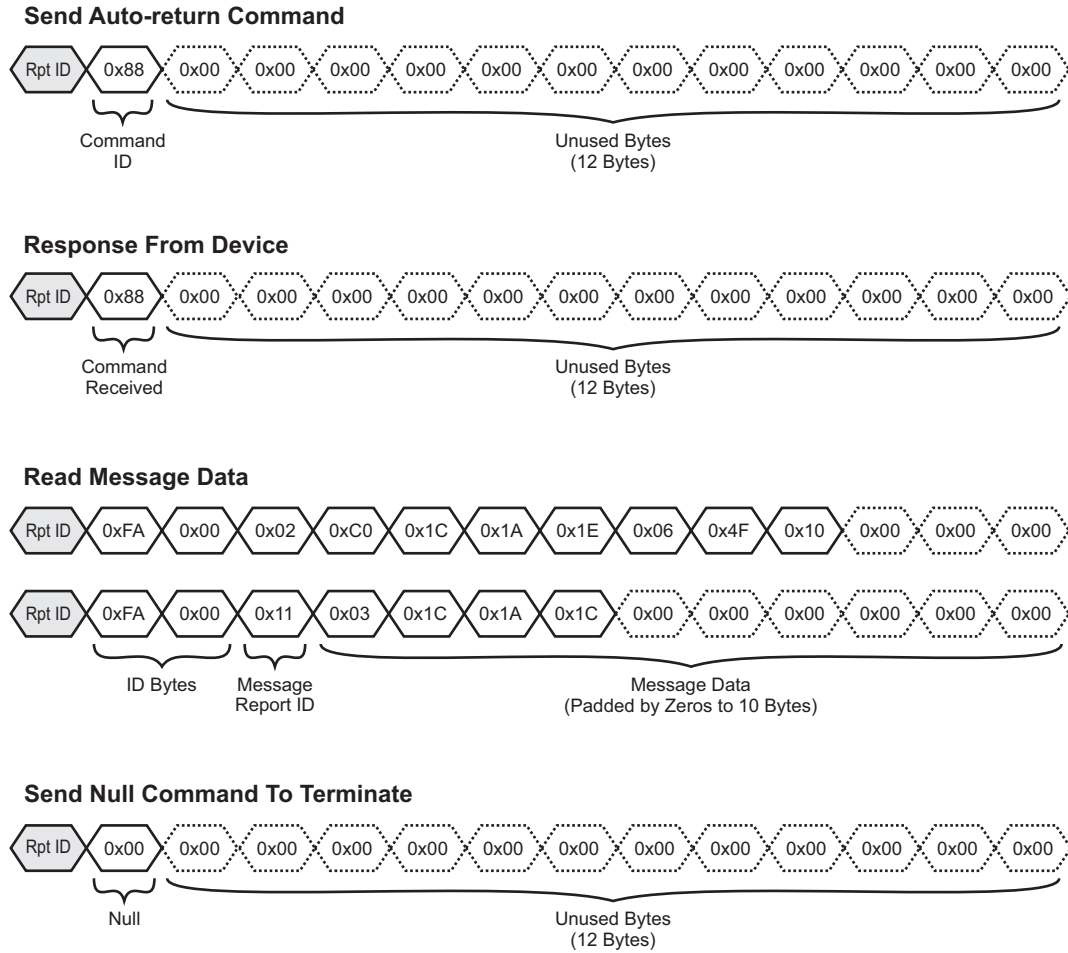 Send Auto-return Command
Rpt ID 0x88 0x00 0x00 0x00 0x00 0x00 0x00 0x00 0x00 0x00 0x00 0x00 0x00
Command
ID
Unused Bytes
(12 Bytes)
Response From Device
Rpt ID 0x88 0x00 0x00 0x00 0x00 0x00 0x00 0x00 0x00 0x00 0x00 0x00 0x00
Command
Received
Unused Bytes
(12 Bytes)
Read Message Data
Rpt ID 0xFA 0x00 0x02 0xC0 0x1C 0x1A 0x1E 0x06 0x4F 0x10 0x00 0x00 0x00
Rpt ID 0xFA 0x00 0x11 0x03 0x1C 0x1A 0x1C 0x00 0x00 0x00 0x00 0x00 0x00
ID Bytes
Message
Report ID
Message Data
(Padded by Zeros to 10 Bytes)
Send Null Command To Terminate
Rpt ID 0x00 0x00 0x00 0x00 0x00 0x00 0x00 0x00 0x00 0x00 0x00 0x00 0x00
Null
Unused Bytes
(12 Bytes)